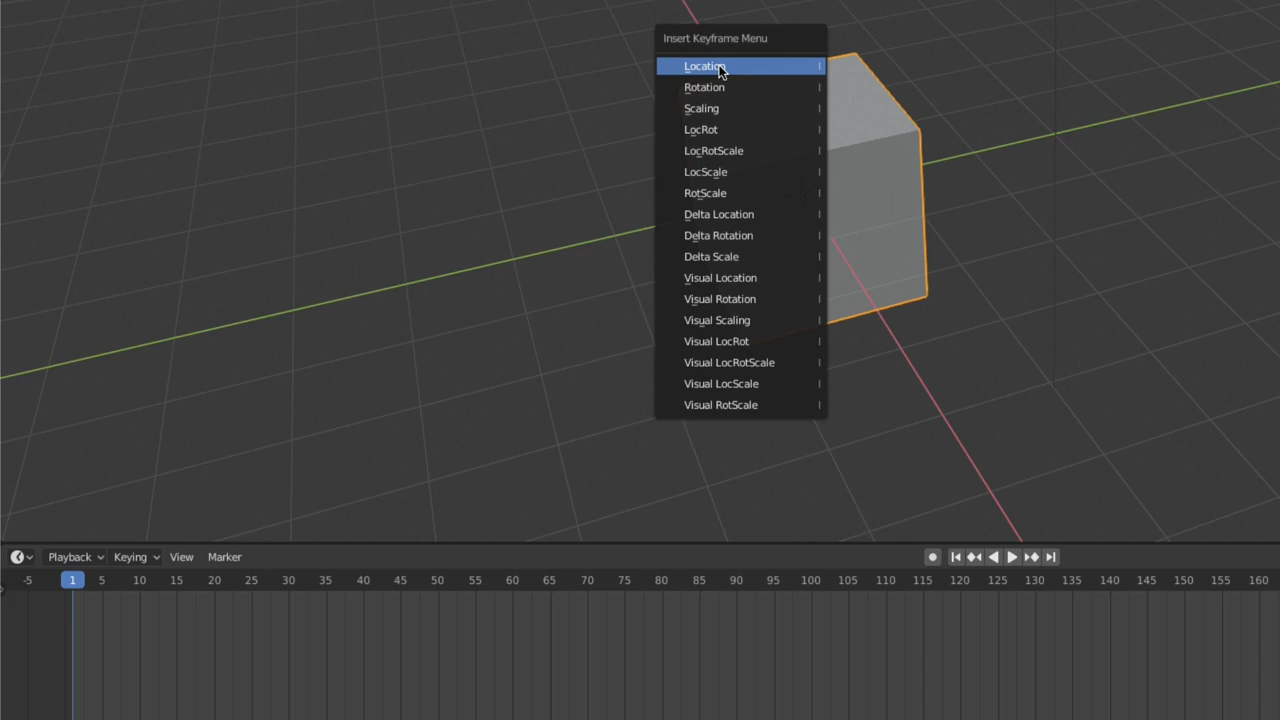 Insert Keyframe Menu
Location I
Rotation I
Scaling I
LocRot I
LocRotScale I
LocScale I
RotScale I
Delta Location I
Delta Rotation I
Delta Scale I
Visual Location I
Visual Rotation I
Visual Scaling I
Visual LocRot I
Visual LocRotScale I
Visual LocScale I
Visual RotScale I
Playback Keying View Marker
-5 1 5 10 15 20 25 30 35 40 45 50 55 60 65 70 75 80 85 90 95 100 105 110 115 120 125 130 135 140 145 150 155 160